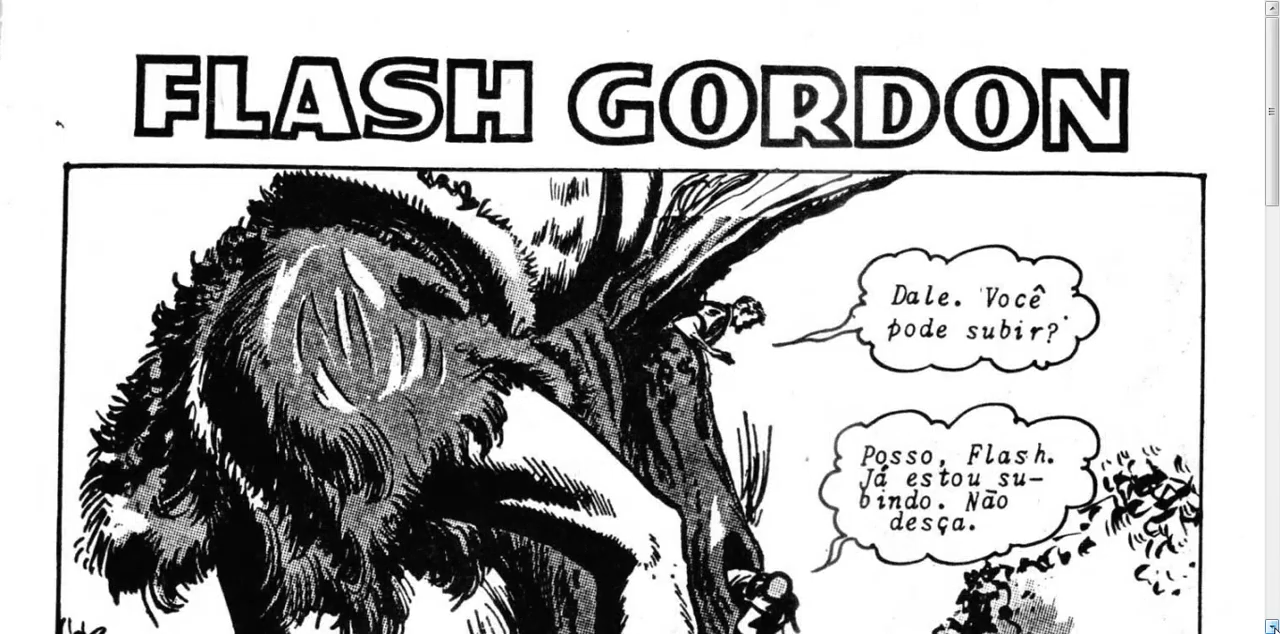 FLASH GORDON
Dale. Você
pode subir?
Posso, Flash.
Já estou su-
bindo. Não
desça.